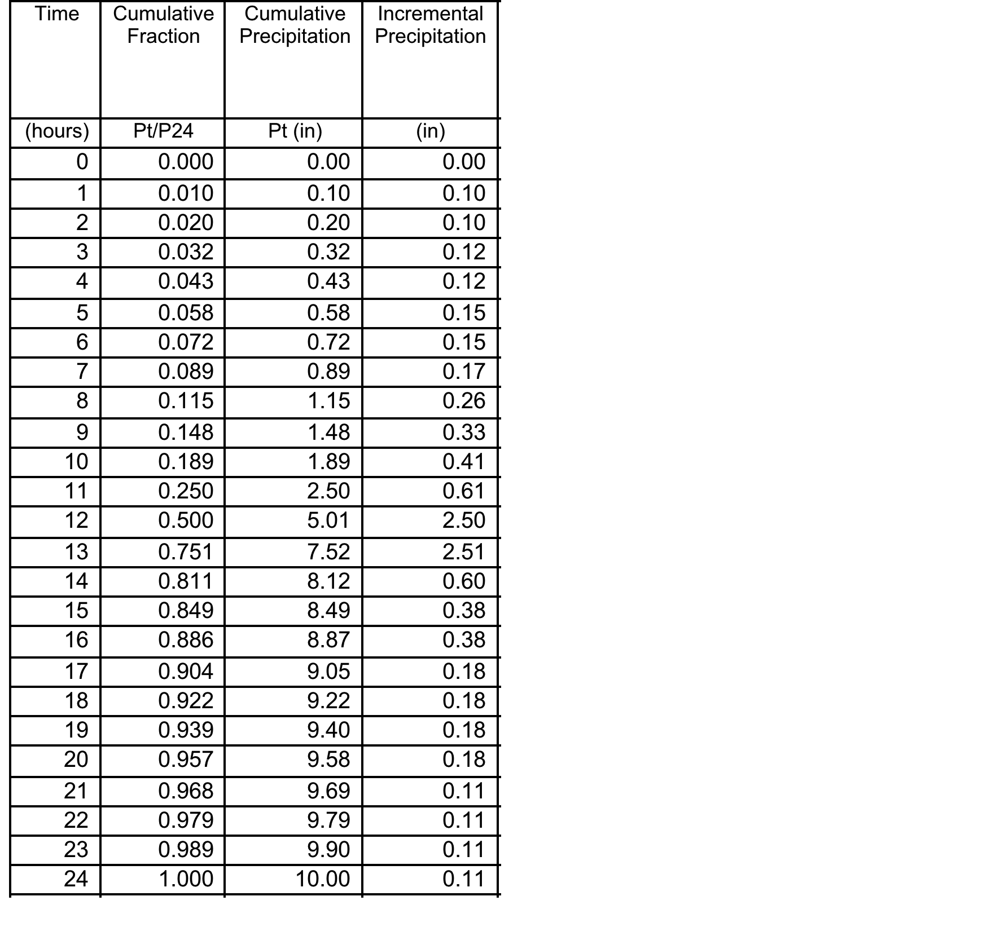 Time Cumulative Fraction Cumulative Precipitation Incremental Precipitation
(hours) Pt/P24 Pt (in) (in)
0 0.000 0.00 0.00
1 0.010 0.10 0.10
2 0.020 0.20 0.10
3 0.032 0.32 0.12
4 0.043 0.43 0.12
5 0.058 0.58 0.15
6 0.072 0.72 0.15
7 0.089 0.89 0.17
8 0.115 1.15 0.26
9 0.148 1.48 0.33
10 0.189 1.89 0.41
11 0.250 2.50 0.61
12 0.500 5.01 2.50
13 0.751 7.52 2.51
14 0.811 8.12 0.60
15 0.849 8.49 0.38
16 0.886 8.87 0.38
17 0.904 9.05 0.18
18 0.922 9.22 0.18
19 0.939 9.40 0.18
20 0.957 9.58 0.18
21 0.968 9.69 0.11
22 0.979 9.79 0.11
23 0.989 9.90 0.11
24 1.000 10.00 0.11